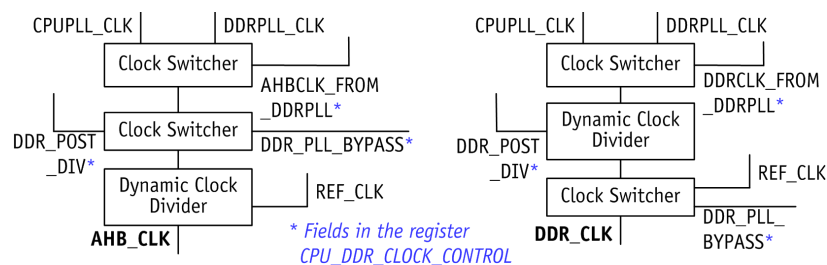 CPUPLL_CLK
DDRPLL_CLK
Clock Switcher
AHBCLK_FROM
_DDRPLL*
Clock Switcher
DDR_POST
_DIV*
DDR_PLL_BYPASS*
Dynamic Clock
Divider
REF_CLK
AHB_CLK
* Fields in the register
CPU_DDR_CLOCK_CONTROL
CPUPLL_CLK
DDRPLL_CLK
Clock Switcher
DDRCLK_FROM
_DDRPLL*
Dynamic Clock
Divider
DDR_POST
_DIV*
Clock Switcher
REF_CLK
DDR_PLL_
BYPASS*
DDR_CLK